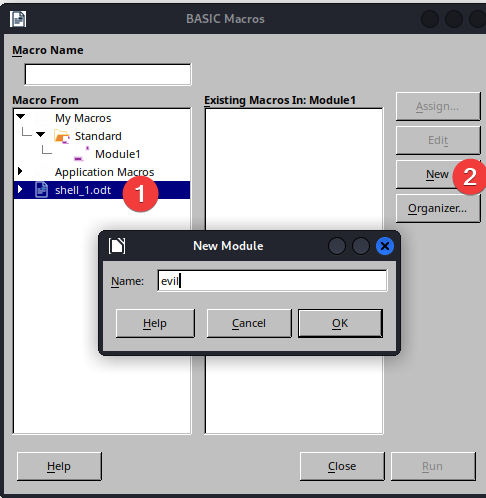 BASIC Macros
Macro Name
Macro From
Existing Macros In: Module1
My Macros
Standard
Module1
Application Macros
shell_1.odt
1
Assign...
Edit
New
2
Organizer...
New Module
Name:
evil
Help
Cancel
OK
Help
Close
Run